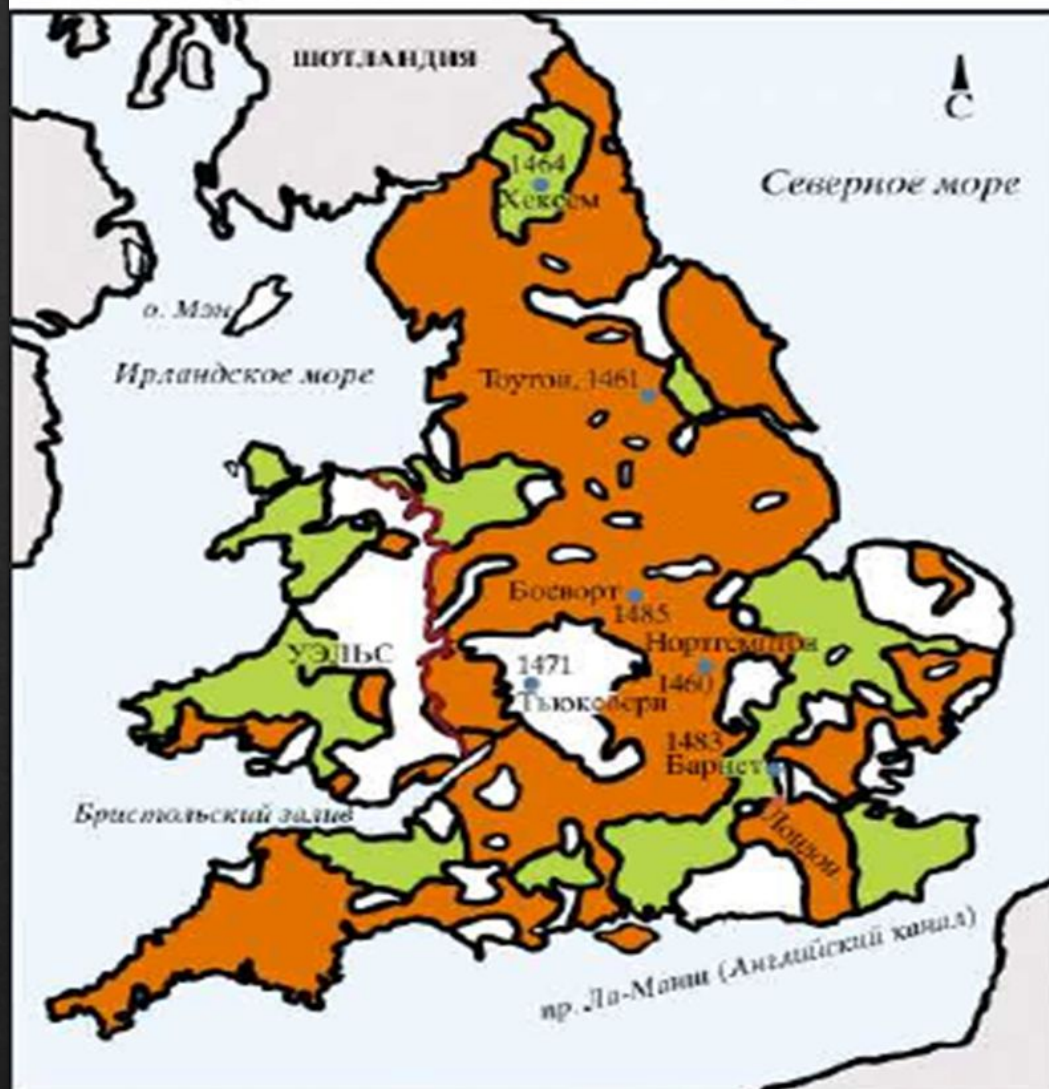 ШОТЛАНДИЯ
С
Северное море
1464
Хексем
о. Мэн
Ирландское море
Тоутон, 1461
Босворт
1485
Нортгемптон
1460
УЭЛЬС
1471
Тьюксбери
1483
Барнет
Бристольский залив
Лондон
пр. Ла-Манш (Английский канал)